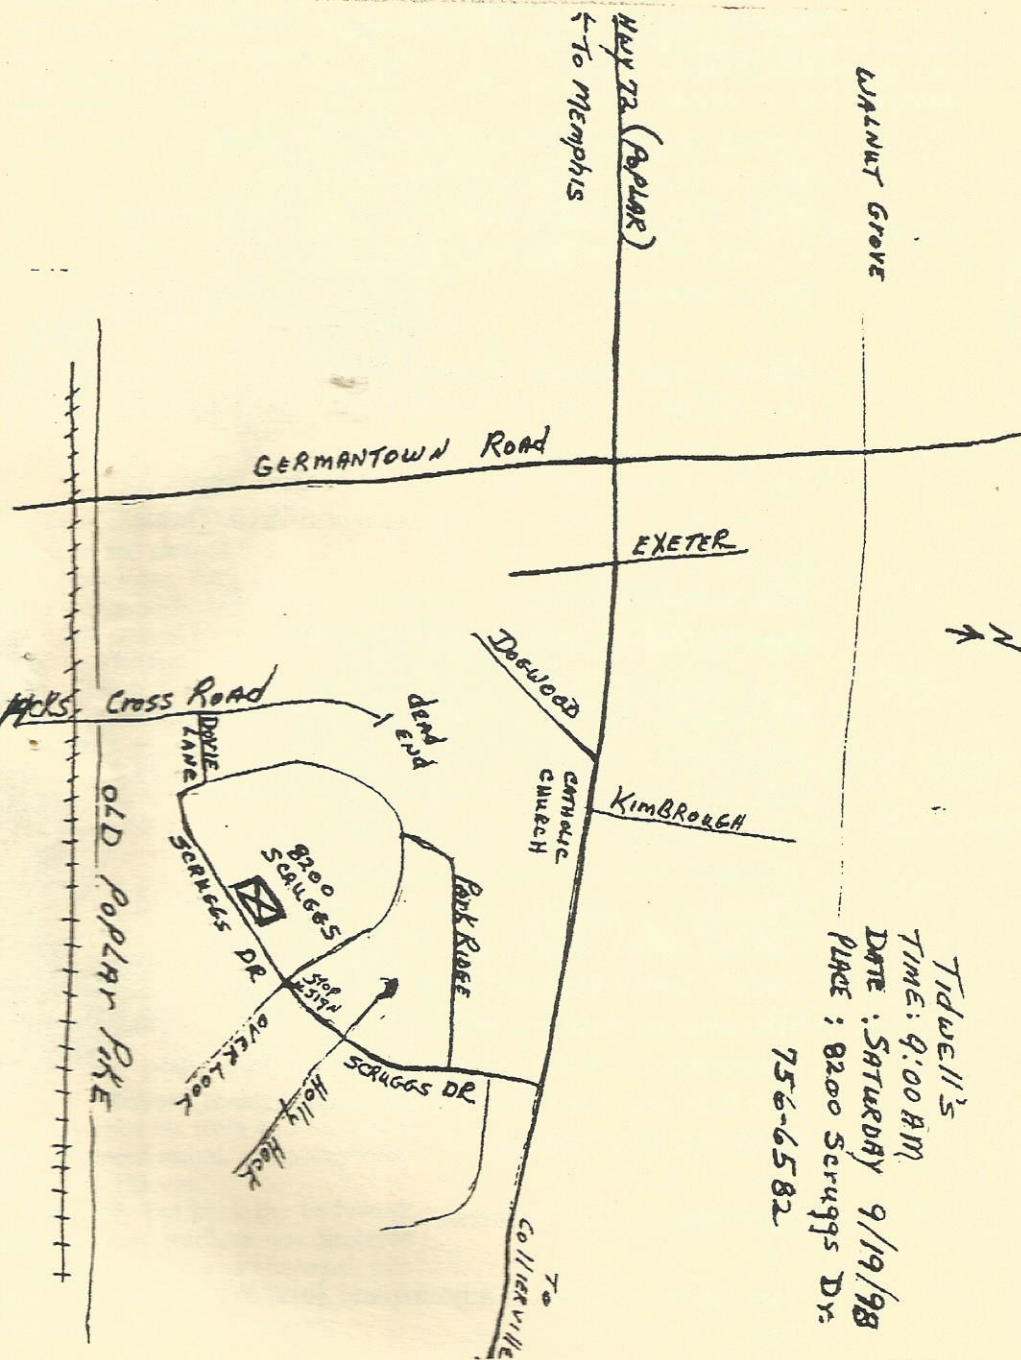 WALNUT GROVE
Tidwell's
TIME: 9:00 AM
DATE: SATURDAY 9/19/98
PLACE: 8200 Scruggs Dr.
756-6582
N
HWY 72 (POPLAR)
← To MEMPHIS
GERMANTOWN ROAD
EXETER
DOGWOOD
KIMBROUGH
CATHOLIC
CHURCH
DEAD
END
CROSS ROAD
DOVIE
LANE
8200
SCRUGGS
SCRUGGS DR
STOP
SIGN
Park RIDGE
OVERLOOK
Holly Hock
SCRUGGS DR
TO
COLLIERVILLE
OLD POPLAR PIKE